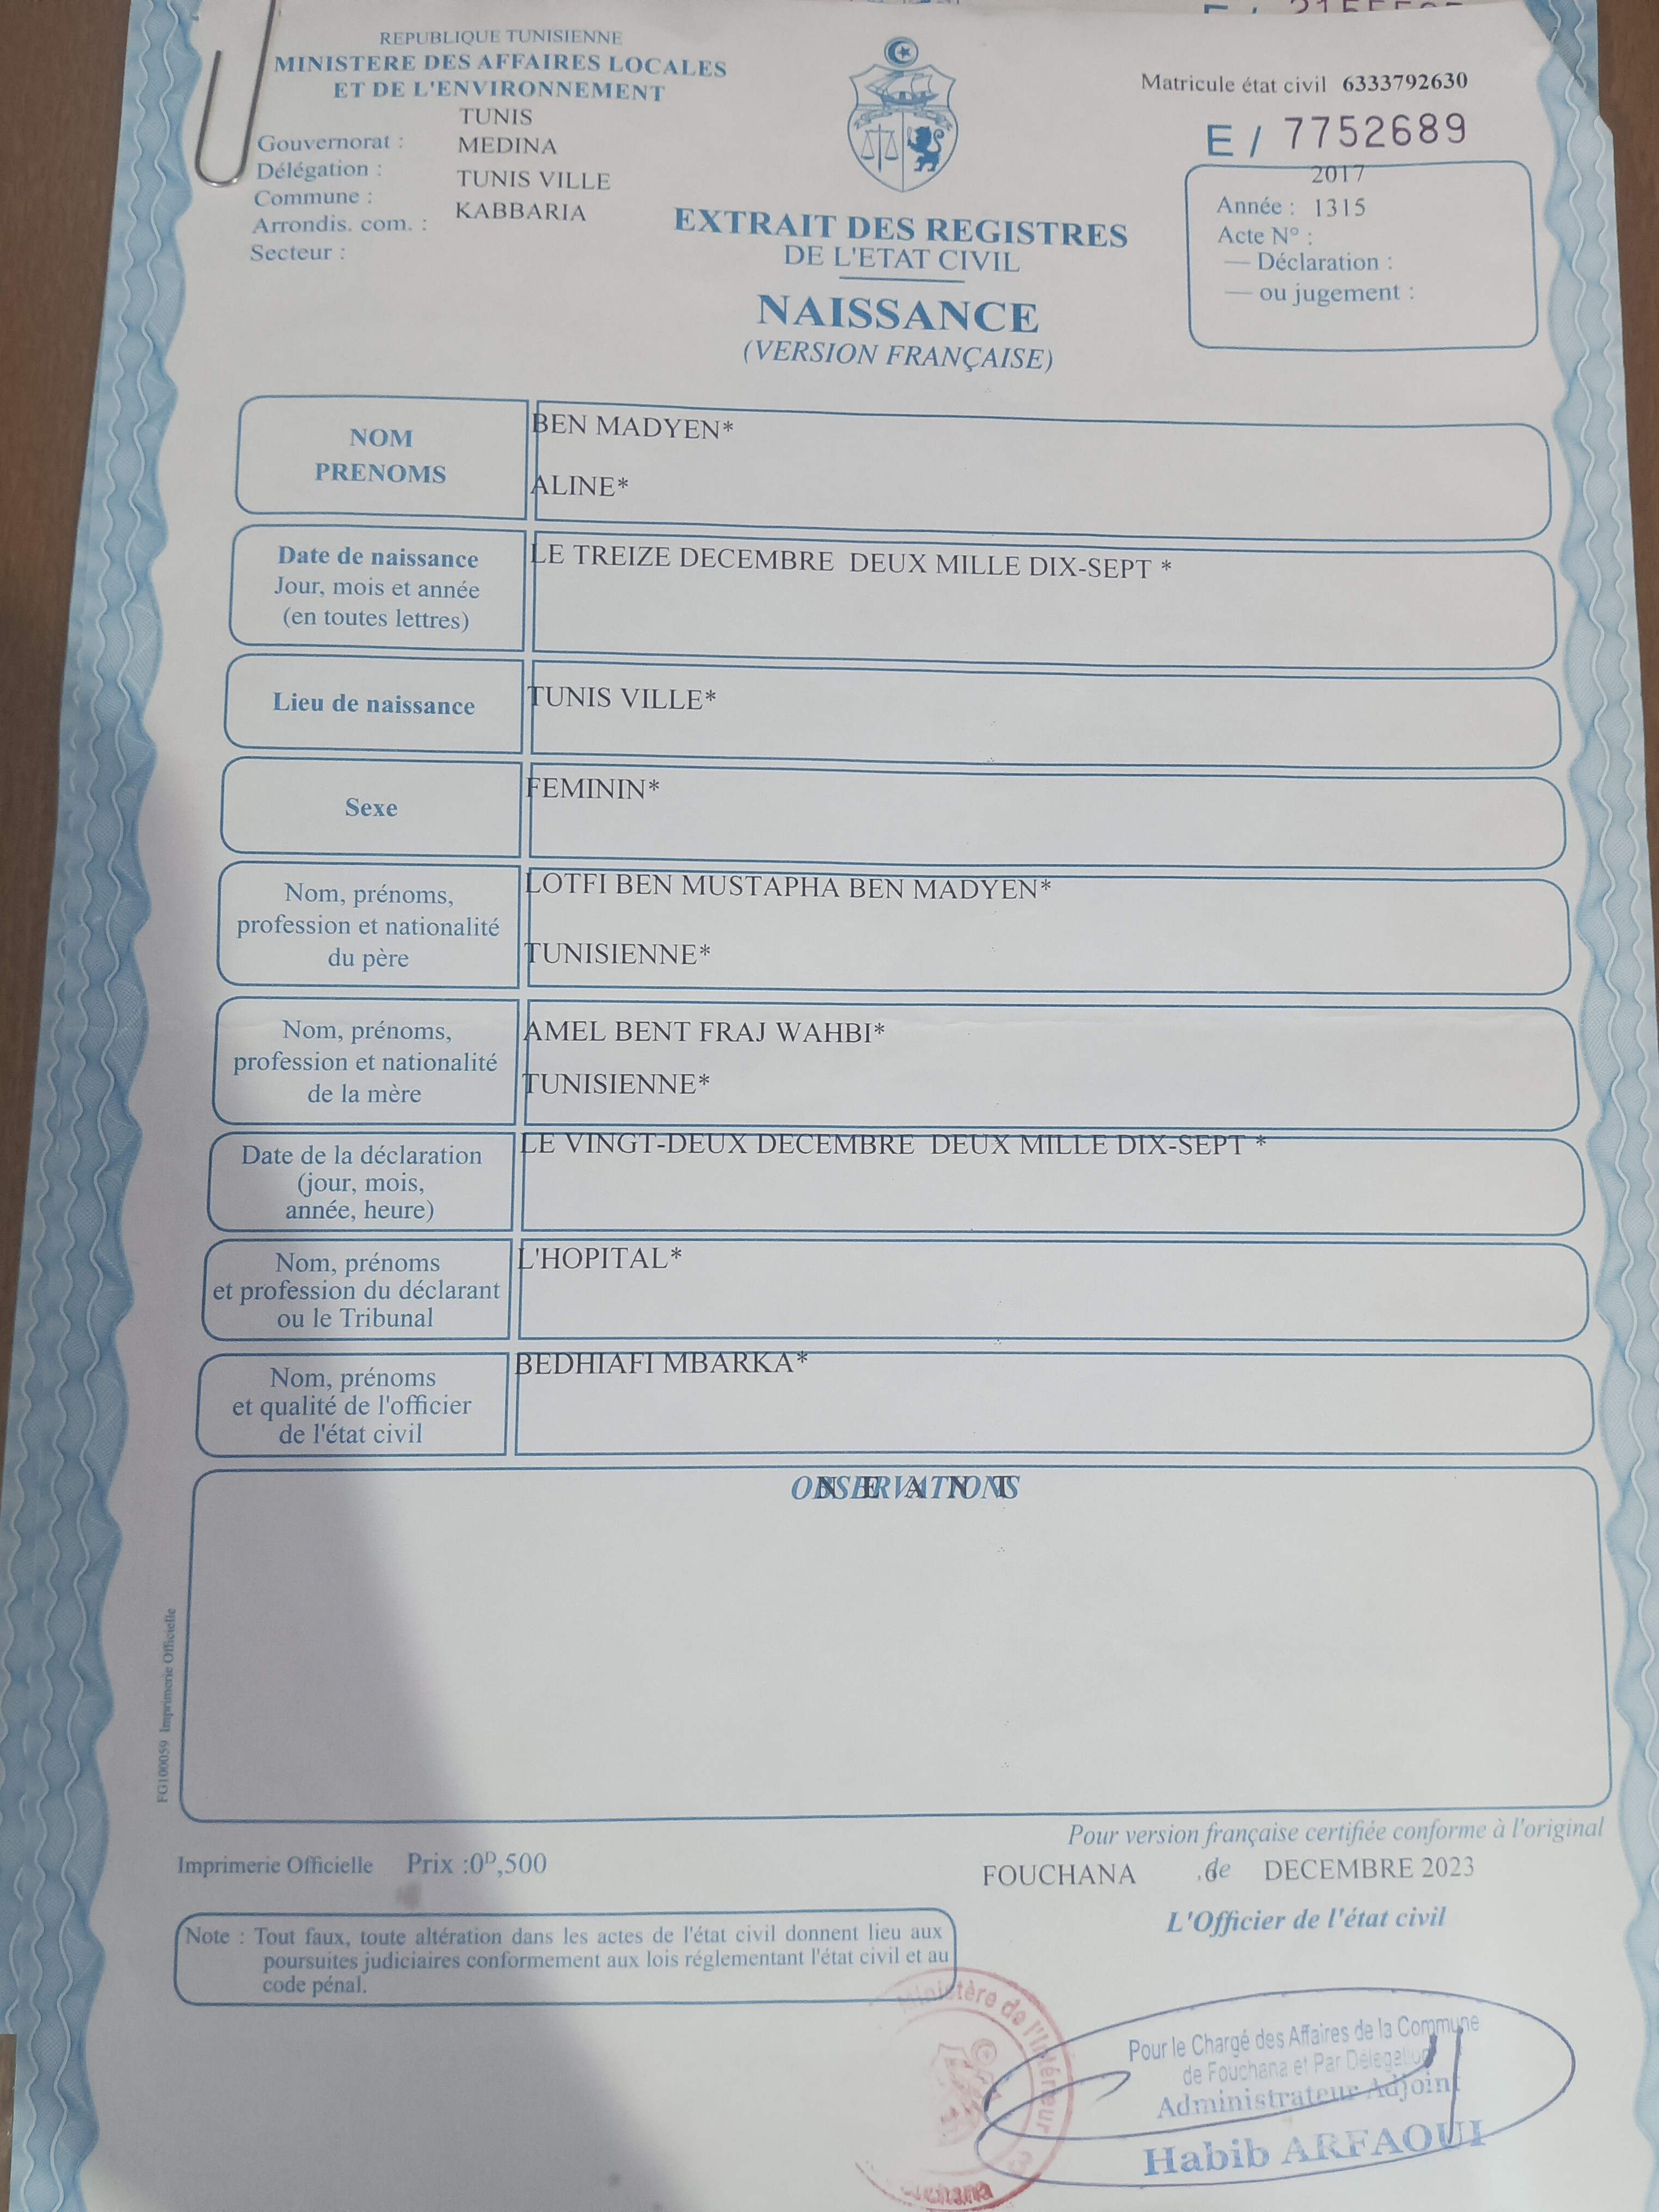 REPUBLIQUE TUNISIENNE
MINISTERE DES AFFAIRES LOCALES
ET DE L'ENVIRONNEMENT
TUNIS
Gouvernorat :
MEDINA
Délégation :
TUNIS VILLE
Commune :
KABBARIA
Arrondis. com. :
Secteur :
Matricule état civil 6333792630
E / 7752689
2017
Année : 1315
Acte N° :
— Déclaration :
— ou jugement :
EXTRAIT DES REGISTRES
DE L'ETAT CIVIL
NAISSANCE
(VERSION FRANÇAISE)
NOM
PRENOMS
BEN MADYEN*
ALINE*
Date de naissance
Jour, mois et année
(en toutes lettres)
LE TREIZE DECEMBRE DEUX MILLE DIX-SEPT *
Lieu de naissance
TUNIS VILLE*
Sexe
FEMININ*
Nom, prénoms,
profession et nationalité
du père
LOTFI BEN MUSTAPHA BEN MADYEN*
TUNISIENNE*
Nom, prénoms,
profession et nationalité
de la mère
AMEL BENT FRAJ WAHBI*
TUNISIENNE*
Date de la déclaration
(jour, mois,
année, heure)
LE VINGT-DEUX DECEMBRE DEUX MILLE DIX-SEPT *
Nom, prénoms
et profession du déclarant
ou le Tribunal
L'HOPITAL*
Nom, prénoms
et qualité de l'officier
de l'état civil
BEDHIAFI MBARKA*
OBSERVATIONS
N E A N T
FG100059 Imprimerie Officielle
Pour version française certifiée conforme à l'original
Imprimerie Officielle Prix :0D,500
FOUCHANA , de DECEMBRE 2023
L'Officier de l'état civil
Note : Tout faux, toute altération dans les actes de l'état civil donnent lieu aux
poursuites judiciaires conformement aux lois réglementant l'état civil et au
code pénal.
Ministère de l'Intérieur
Pour le Chargé des Affaires de la Commune
de Fouchana et Par Délégation
Administrateur Adjoint
Habib ARFAOUI